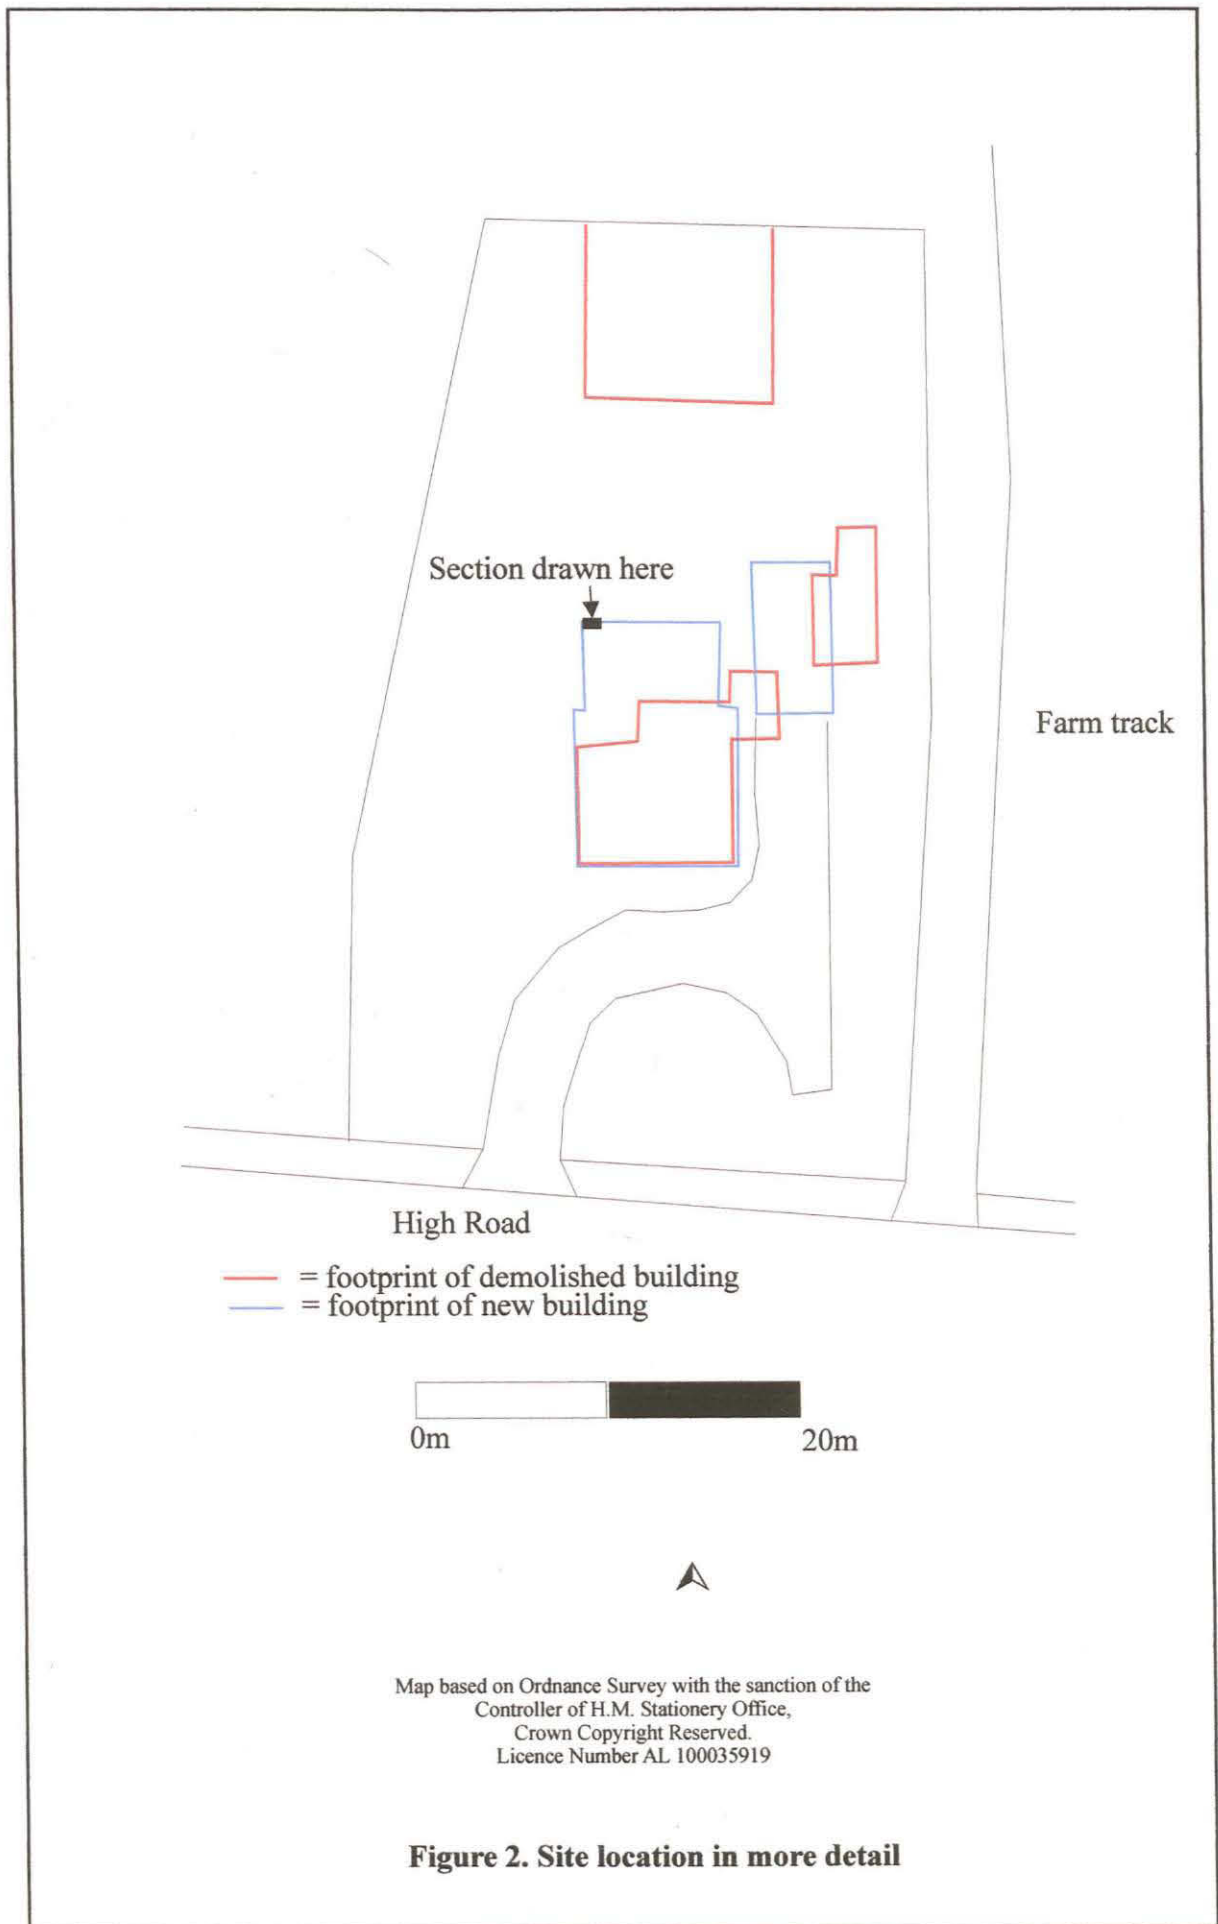 Section drawn here
Farm track
High Road
= footprint of demolished building
= footprint of new building
0m 20m
Map based on Ordnance Survey with the sanction of the
Controller of H.M. Stationery Office,
Crown Copyright Reserved.
Licence Number AL 100035919
Figure 2. Site location in more detail